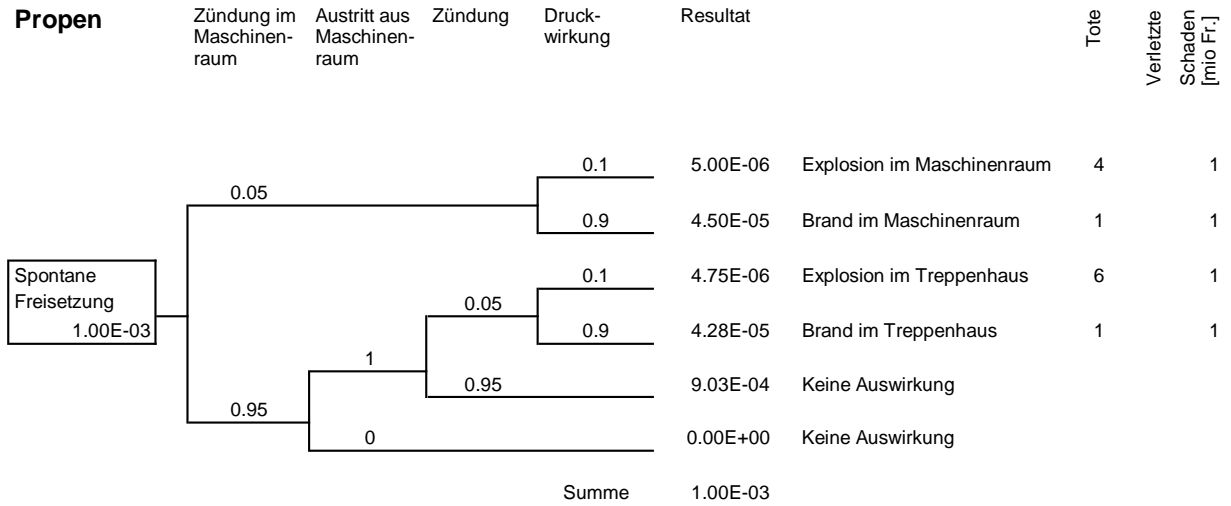 Propen
Zündung im
Maschinen-
raum
Austritt aus
Maschinen-
raum
Zündung
Druck-
wirkung
Resultat
Tote
Verletzte
Schaden
[mio Fr.]
0.1 5.00E-06 Explosion im Maschinenraum 4 1
0.05
0.9 4.50E-05 Brand im Maschinenraum 1 1
Spontane
Freisetzung
1.00E-03
0.1 4.75E-06 Explosion im Treppenhaus 6 1
0.05
0.9 4.28E-05 Brand im Treppenhaus 1 1
1
0.95 9.03E-04 Keine Auswirkung
0.95
0 0.00E+00 Keine Auswirkung
Summe 1.00E-03